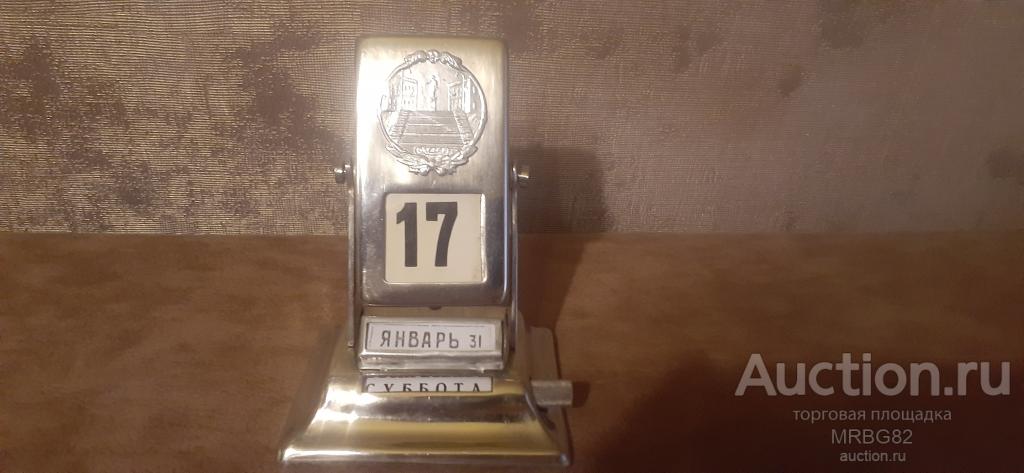 17
ЯНВАРЬ 31
СУББОТА
Auction.ru
торговая площадка
MRBG82
auction.ru